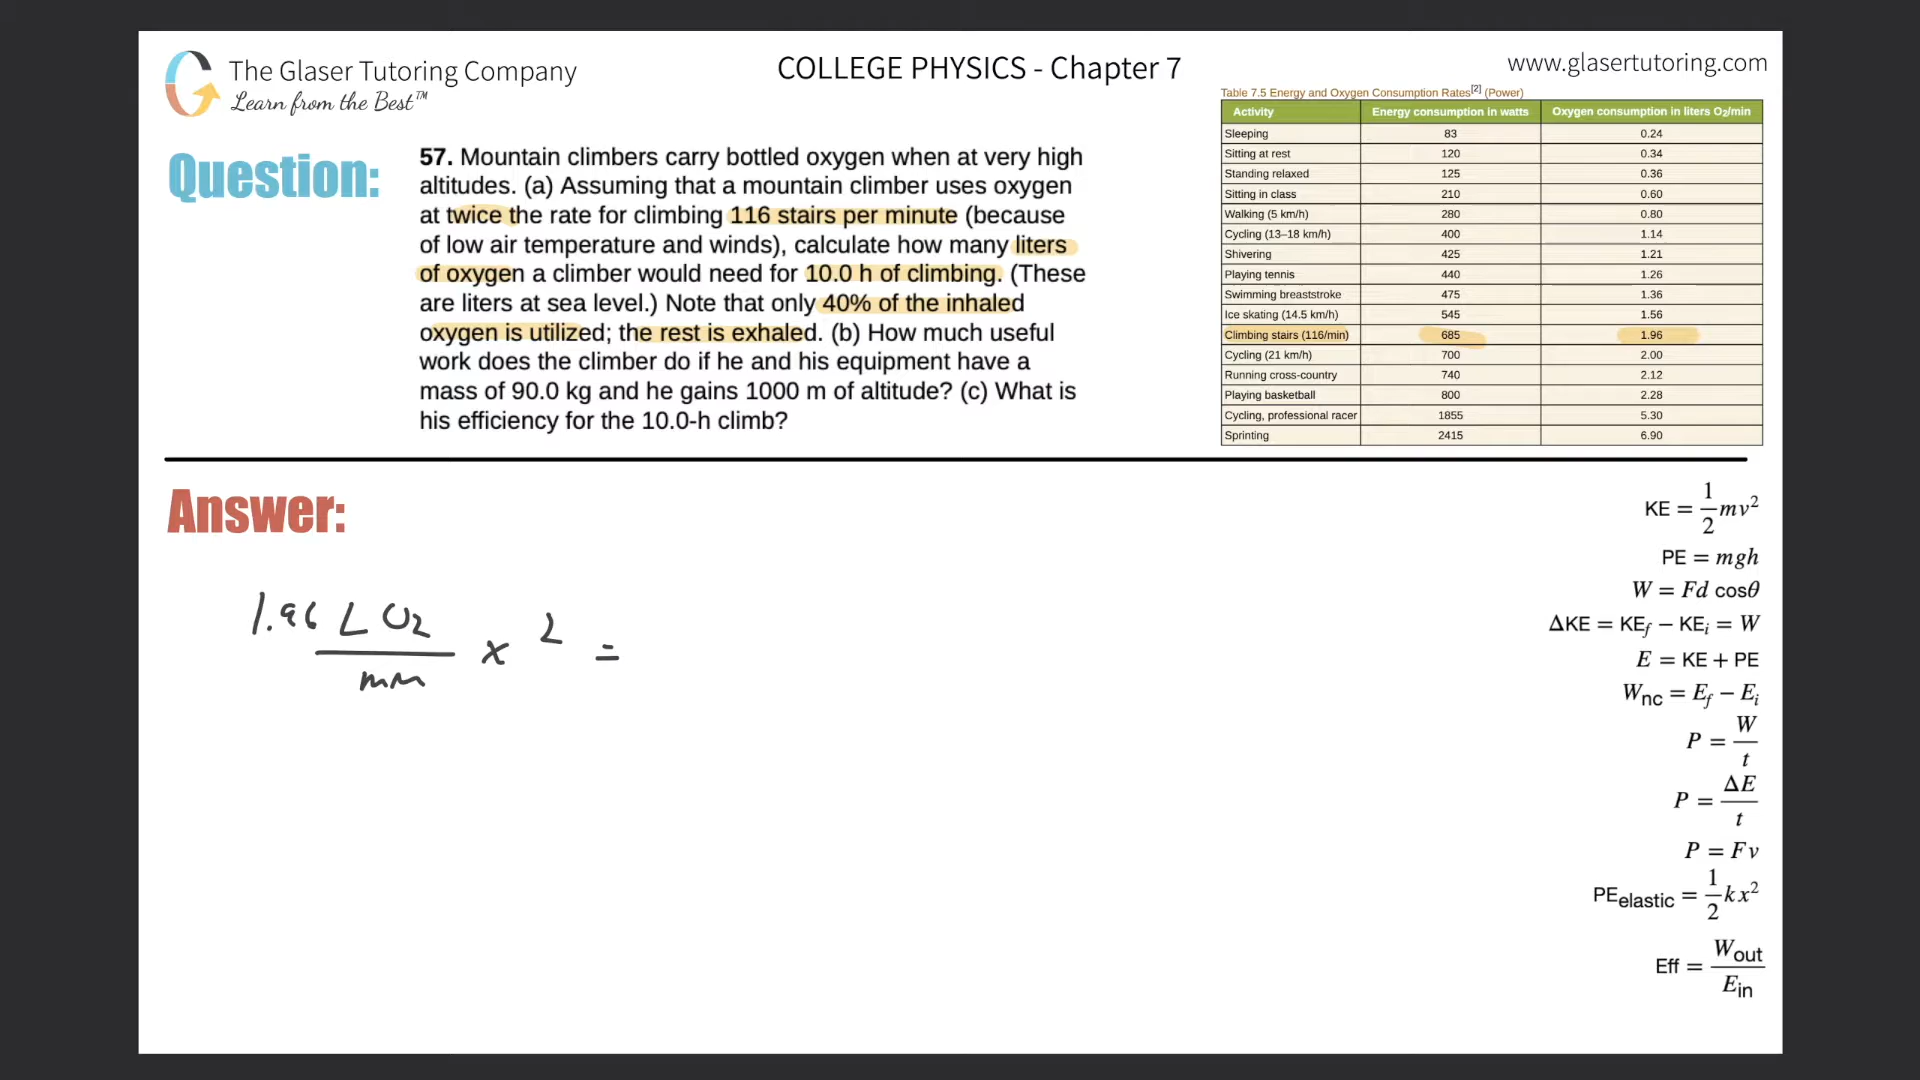 The Glaser Tutoring Company
Learn from the Best™
COLLEGE PHYSICS - Chapter 7
www.glasertutoring.com
Table 7.5 Energy and Oxygen Consumption Rates[2] (Power)
Activity Energy consumption in watts Oxygen consumption in liters O2/min
Sleeping 83 0.24
Sitting at rest 120 0.34
Standing relaxed 125 0.36
Sitting in class 210 0.60
Walking (5 km/h) 280 0.80
Cycling (13–18 km/h) 400 1.14
Shivering 425 1.21
Playing tennis 440 1.26
Swimming breaststroke 475 1.36
Ice skating (14.5 km/h) 545 1.56
Climbing stairs (116/min) 685 1.96
Cycling (21 km/h) 700 2.00
Running cross-country 740 2.12
Playing basketball 800 2.28
Cycling, professional racer 1855 5.30
Sprinting 2415 6.90
Question:
57. Mountain climbers carry bottled oxygen when at very high
altitudes. (a) Assuming that a mountain climber uses oxygen
at twice the rate for climbing 116 stairs per minute (because
of low air temperature and winds), calculate how many liters
of oxygen a climber would need for 10.0 h of climbing. (These
are liters at sea level.) Note that only 40% of the inhaled
oxygen is utilized; the rest is exhaled. (b) How much useful
work does the climber do if he and his equipment have a
mass of 90.0 kg and he gains 1000 m of altitude? (c) What is
his efficiency for the 10.0-h climb?
Answer:
1.96 L O2 / min x 2 =
KE = 1/2 mv²
PE = mgh
W = Fd cosθ
ΔKE = KEf − KEi = W
E = KE + PE
Wnc = Ef − Ei
P = W/t
P = ΔE/t
P = Fv
PEelastic = 1/2 kx²
Eff = Wout/Ein